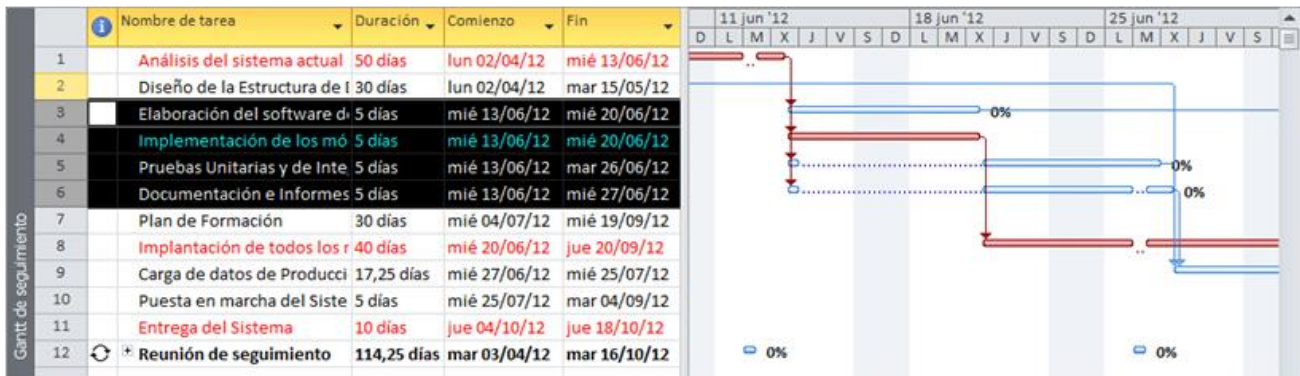 Nombre de tarea Duración Comienzo Fin
11 jun '12 18 jun '12 25 jun '12
D L M X J V S D L M X J V S D L M X J V S
1 Análisis del sistema actual 50 días lun 02/04/12 mié 13/06/12
2 Diseño de la Estructura de 30 días lun 02/04/12 mar 15/05/12
3 Elaboración del software d 5 días mié 13/06/12 mié 20/06/12 0%
4 Implementación de los mó 5 días mié 13/06/12 mié 20/06/12
5 Pruebas Unitarias y de Inte 5 días mié 13/06/12 mar 26/06/12 0%
6 Documentación e Informes 5 días mié 13/06/12 mié 27/06/12 0%
7 Plan de Formación 30 días mié 04/07/12 mié 19/09/12
8 Implantación de todos los r 40 días mié 20/06/12 jue 20/09/12
9 Carga de datos de Producci 17,25 días mié 27/06/12 mié 25/07/12
10 Puesta en marcha del Siste 5 días mié 25/07/12 mar 04/09/12
11 Entrega del Sistema 10 días jue 04/10/12 jue 18/10/12
12 Reunión de seguimiento 114,25 días mar 03/04/12 mar 16/10/12 0% 0%
Gantt de seguimiento